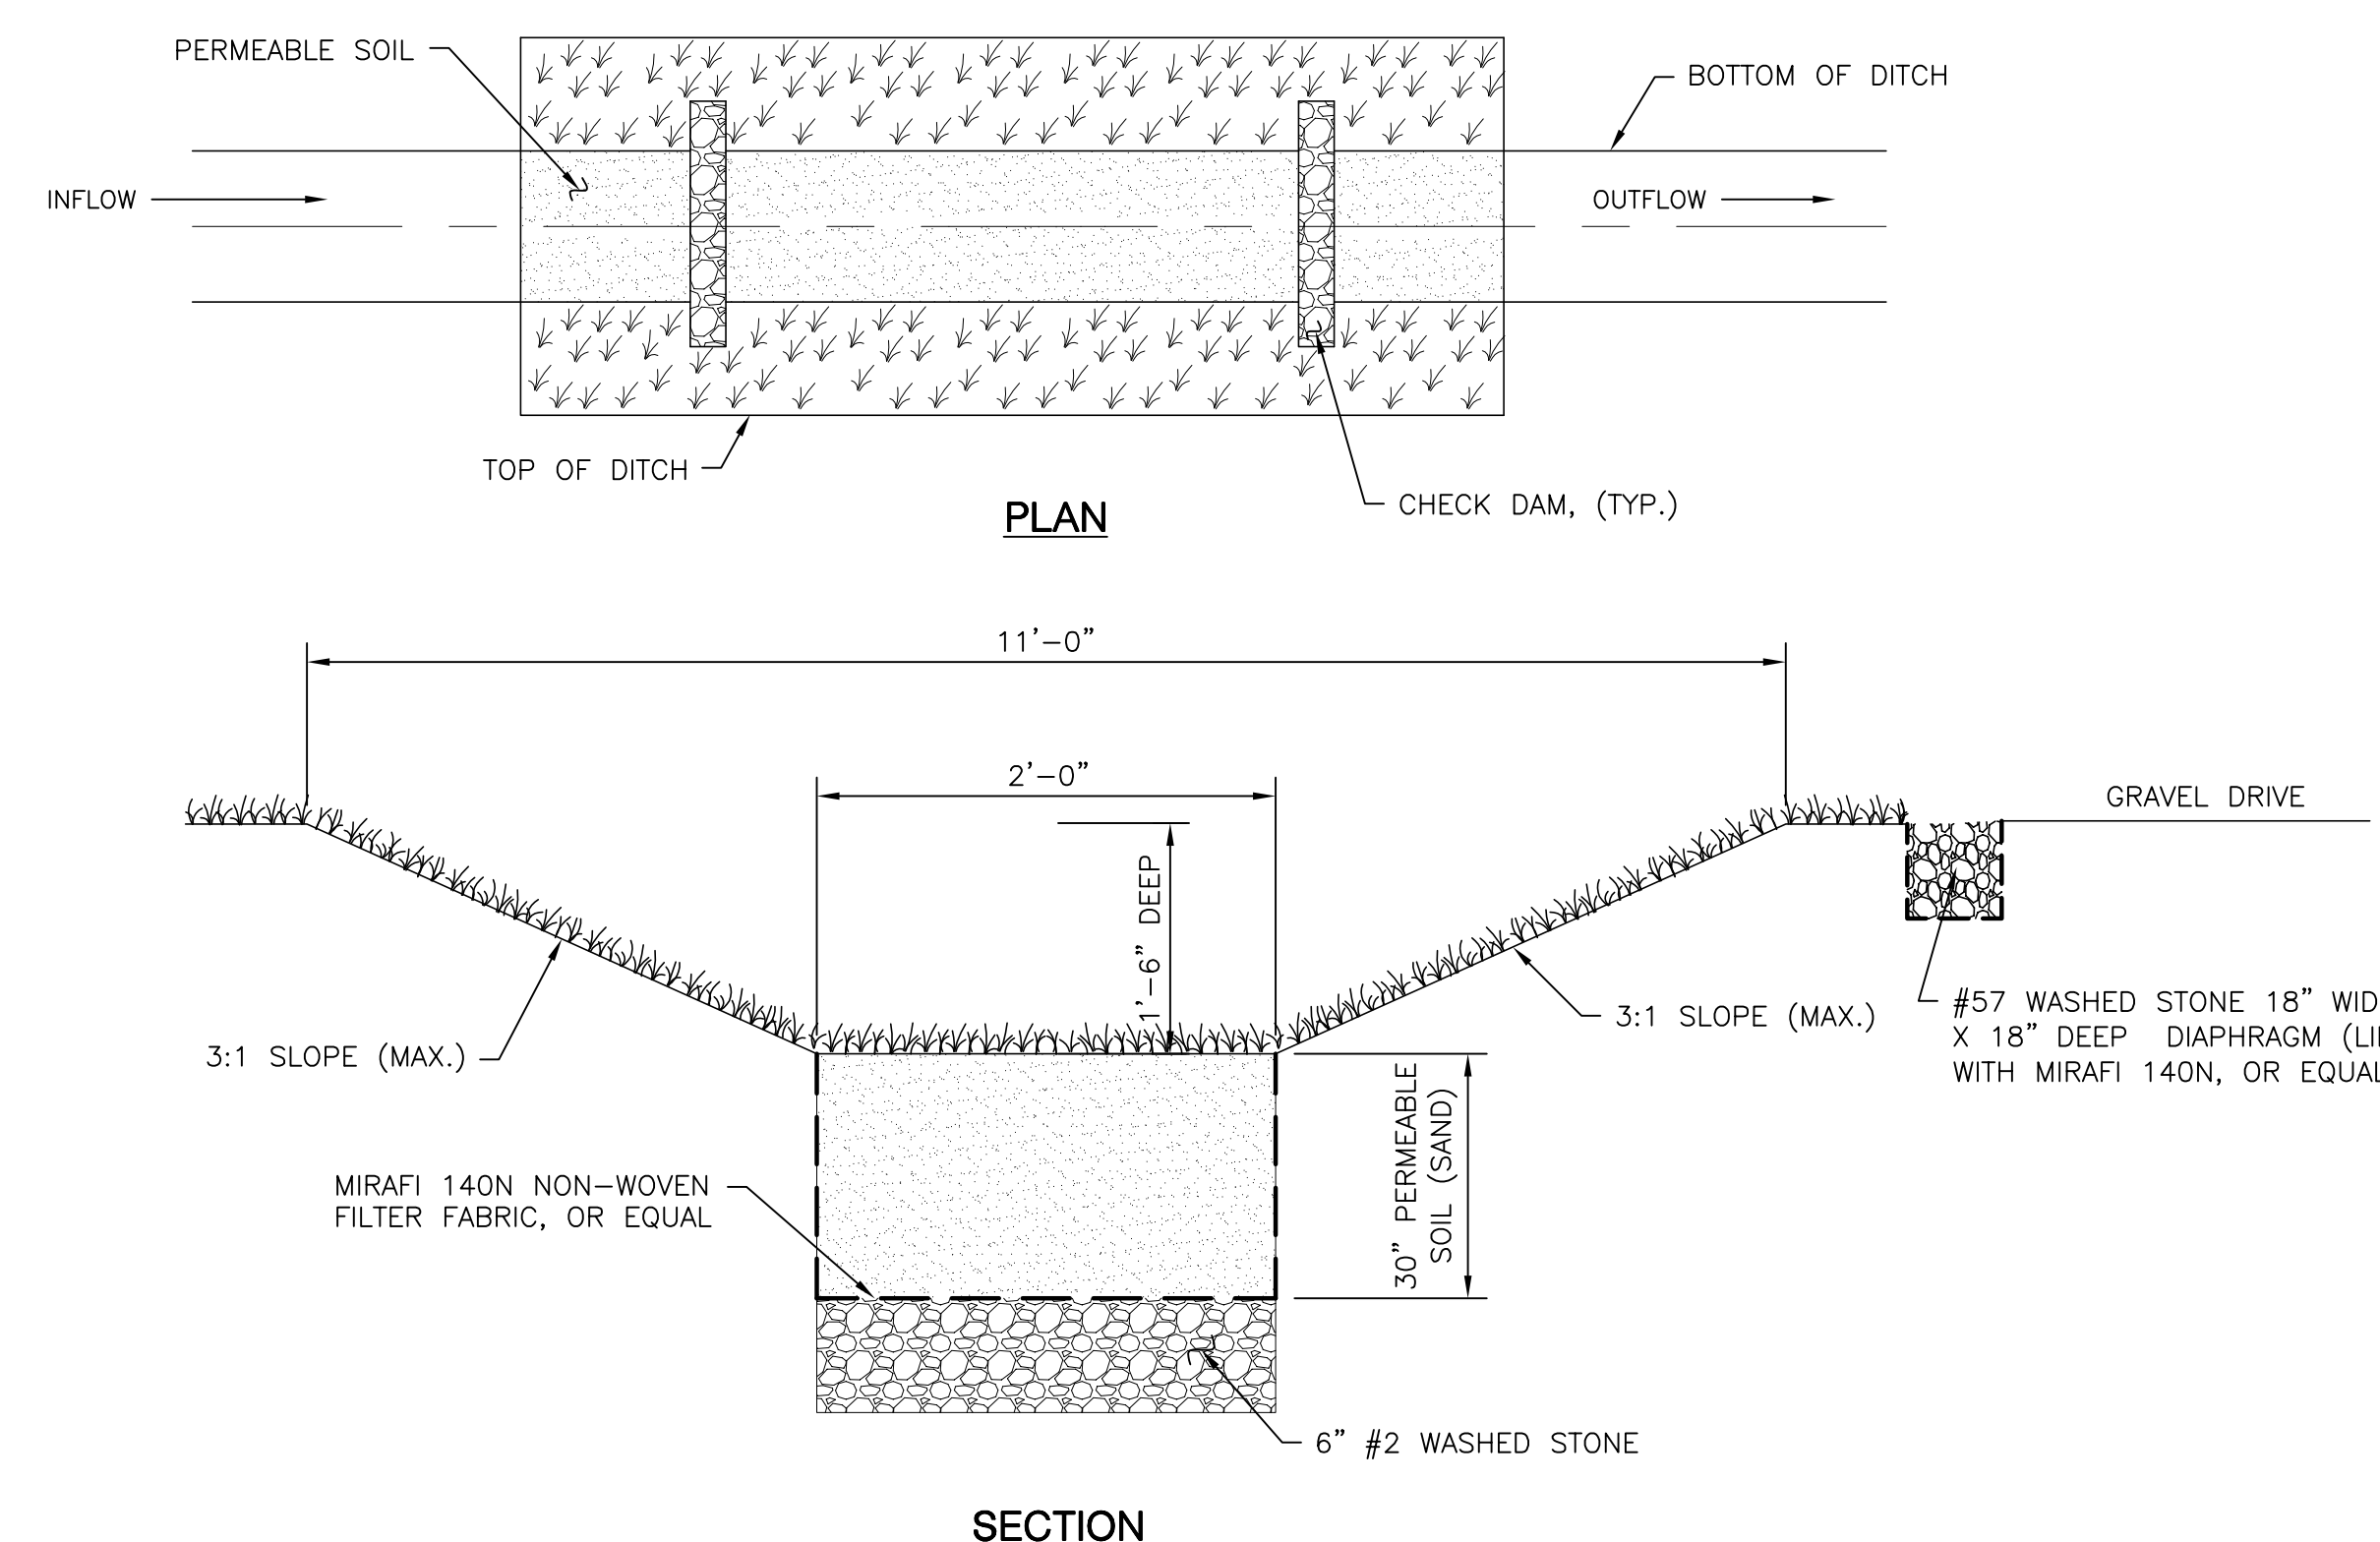 PERMEABLE SOIL
BOTTOM OF DITCH
INFLOW
OUTFLOW
TOP OF DITCH
CHECK DAM, (TYP.)
PLAN
11'-0"
2'-0"
1'-6" DEEP
GRAVEL DRIVE
3:1 SLOPE (MAX.)
3:1 SLOPE (MAX.)
#57 WASHED STONE 18" WID
X 18" DEEP DIAPHRAGM (LI
WITH MIRAFI 140N, OR EQUAL
30" PERMEABLE
SOIL (SAND)
MIRAFI 140N NON-WOVEN
FILTER FABRIC, OR EQUAL
6" #2 WASHED STONE
SECTION